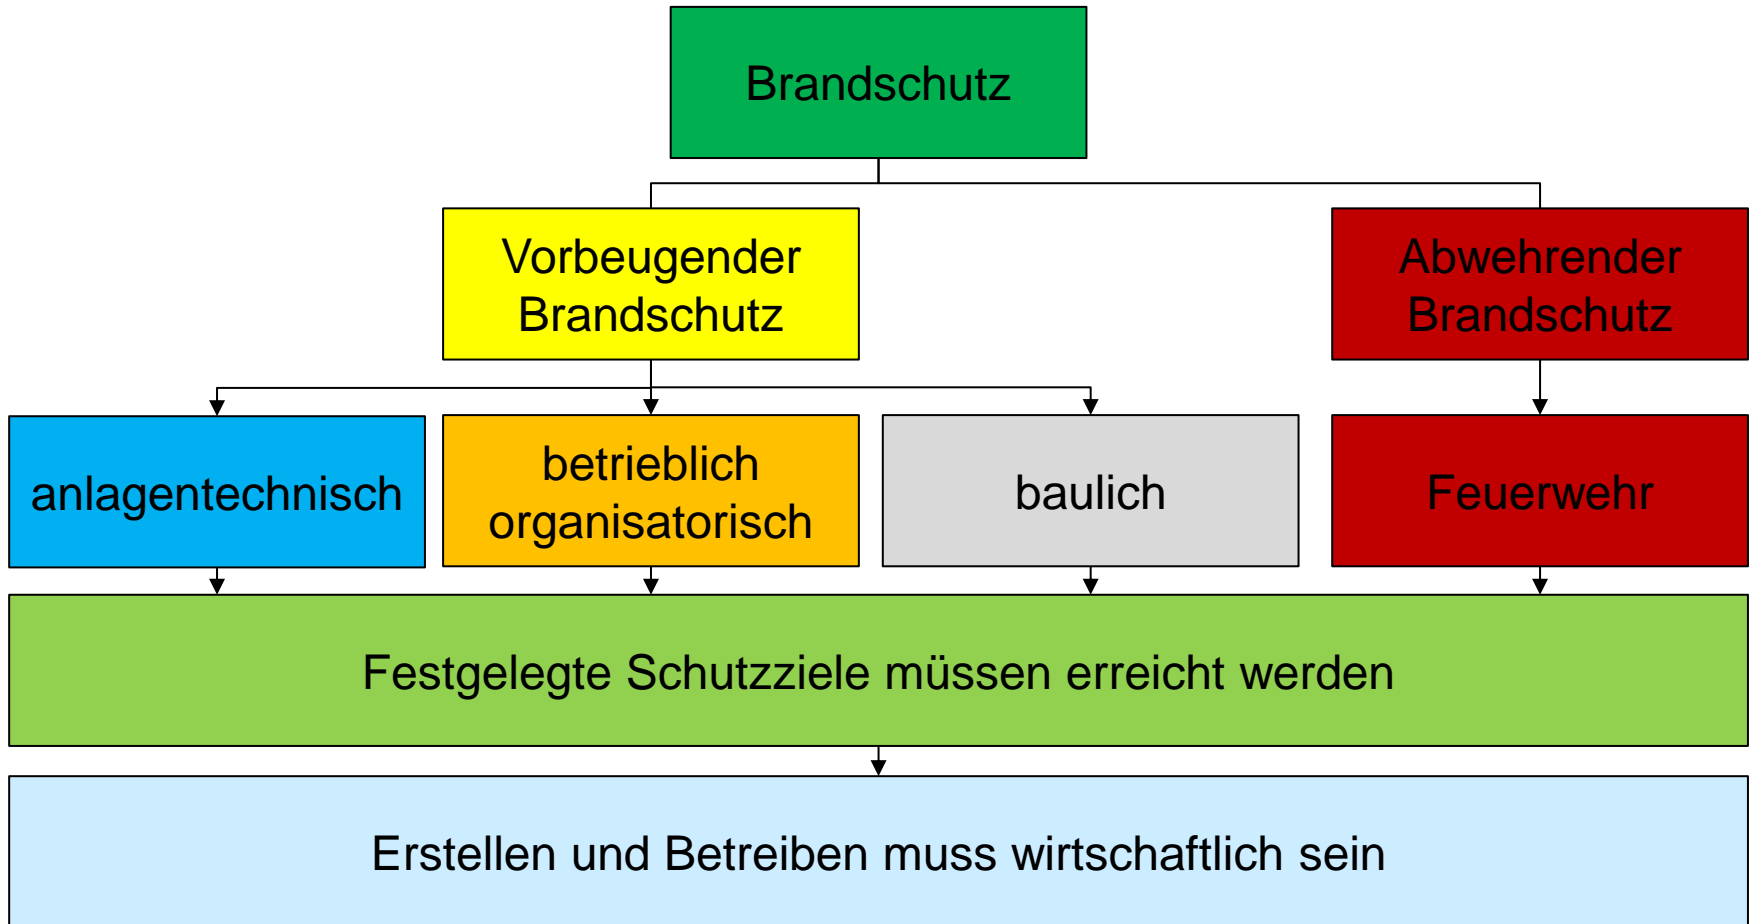 Brandschutz
Vorbeugender
Brandschutz
Abwehrender
Brandschutz
anlagentechnisch
betrieblich
organisatorisch
baulich
Feuerwehr
Festgelegte Schutzziele müssen erreicht werden
Erstellen und Betreiben muss wirtschaftlich sein